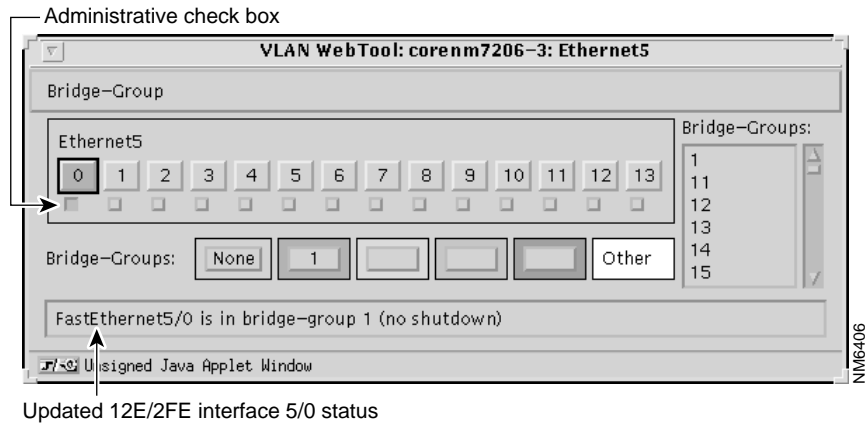 Administrative check box
VLAN WebTool: corenm7206-3: Ethernet5
Bridge-Group
Ethernet5
0 1 2 3 4 5 6 7 8 9 10 11 12 13
Bridge-Groups: None 1 Other
Bridge-Groups:
1
11
12
13
14
15
FastEthernet5/0 is in bridge-group 1 (no shutdown)
Unsigned Java Applet Window
NM6406
Updated 12E/2FE interface 5/0 status